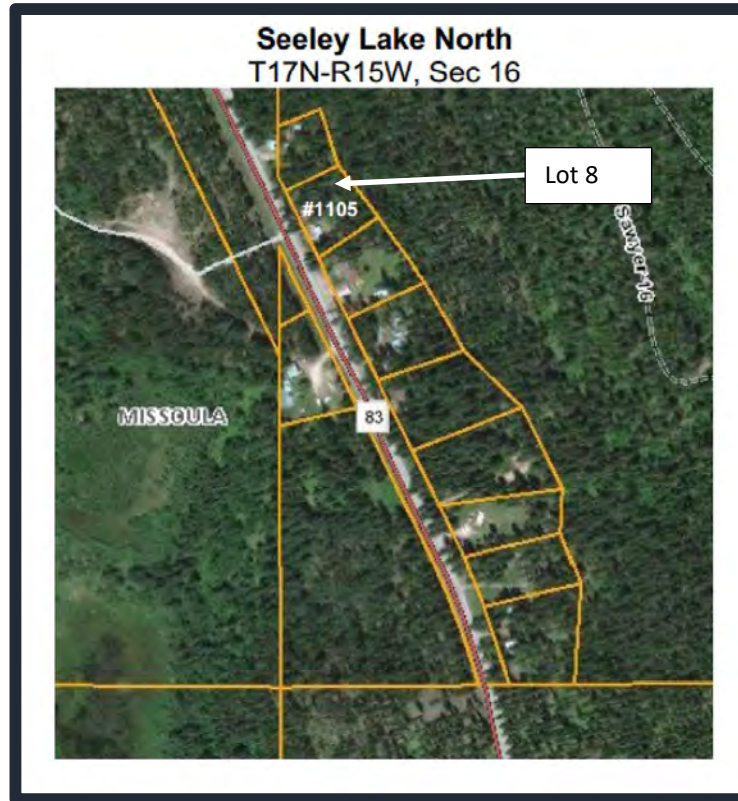 Seeley Lake North
T17N-R15W, Sec 16
Lot 8
#1105
Sawyer 16
MISSOULA
83